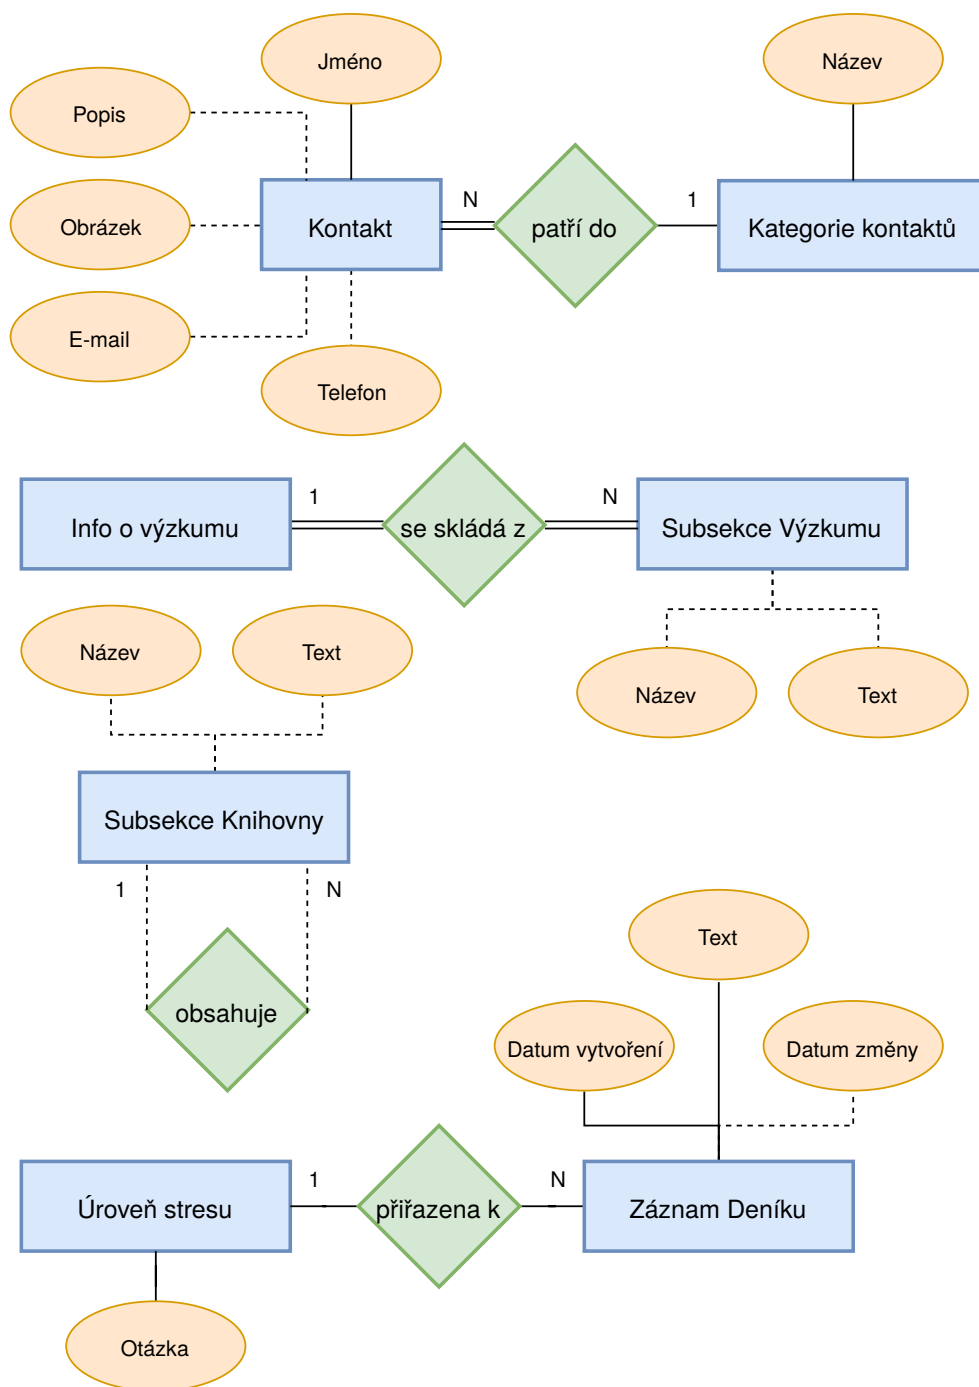 Jméno
Název
Popis
Obrázek
Kontakt
N
patří do
1
Kategorie kontaktů
E-mail
Telefon
Info o výzkumu
1
se skládá z
N
Subsekce Výzkumu
Název
Text
Název
Text
Subsekce Knihovny
1
N
obsahuje
Text
Datum vytvoření
Datum změny
Úroveň stresu
1
přiřazena k
N
Záznam Deníku
Otázka